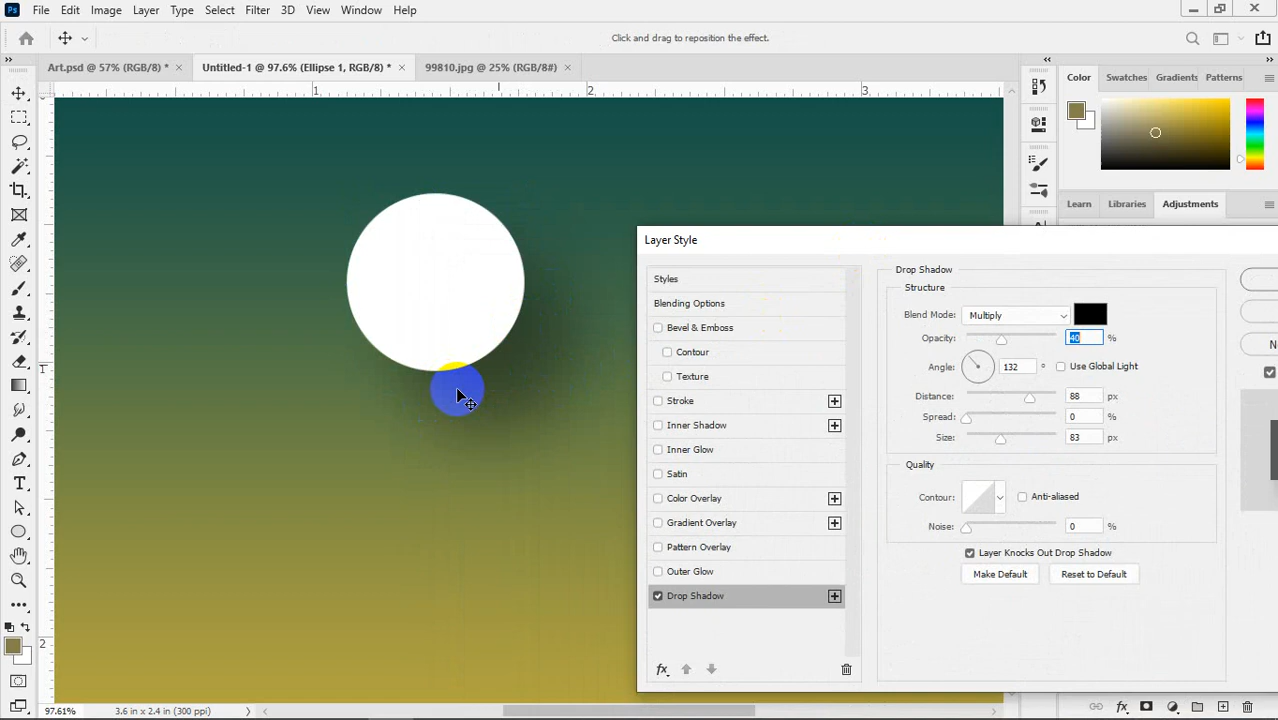 Ps File Edit Image Layer Type Select Filter 3D View Window Help
Click and drag to reposition the effect.
Art.psd @ 57% (RGB/8) * × Untitled-1 @ 97.6% (Ellipse 1, RGB/8) * × 99810.jpg @ 25% (RGB/8#) ×
Color Swatches Gradients Patterns
1 2 3
Learn Libraries Adjustments
Layer Style
Styles
Blending Options
Bevel & Emboss
Contour
Texture
Stroke
Inner Shadow
Inner Glow
Satin
Color Overlay
Gradient Overlay
Pattern Overlay
Outer Glow
Drop Shadow
fx
Drop Shadow
Structure
Blend Mode: Multiply
Opacity: 40 %
Angle: 132 ° Use Global Light
Distance: 88 px
Spread: 0 %
Size: 83 px
Quality
Contour: Anti-aliased
Noise: 0 %
Layer Knocks Out Drop Shadow
Make Default Reset to Default
N
2
97.61% 3.6 in x 2.4 in (300 ppi)
fx